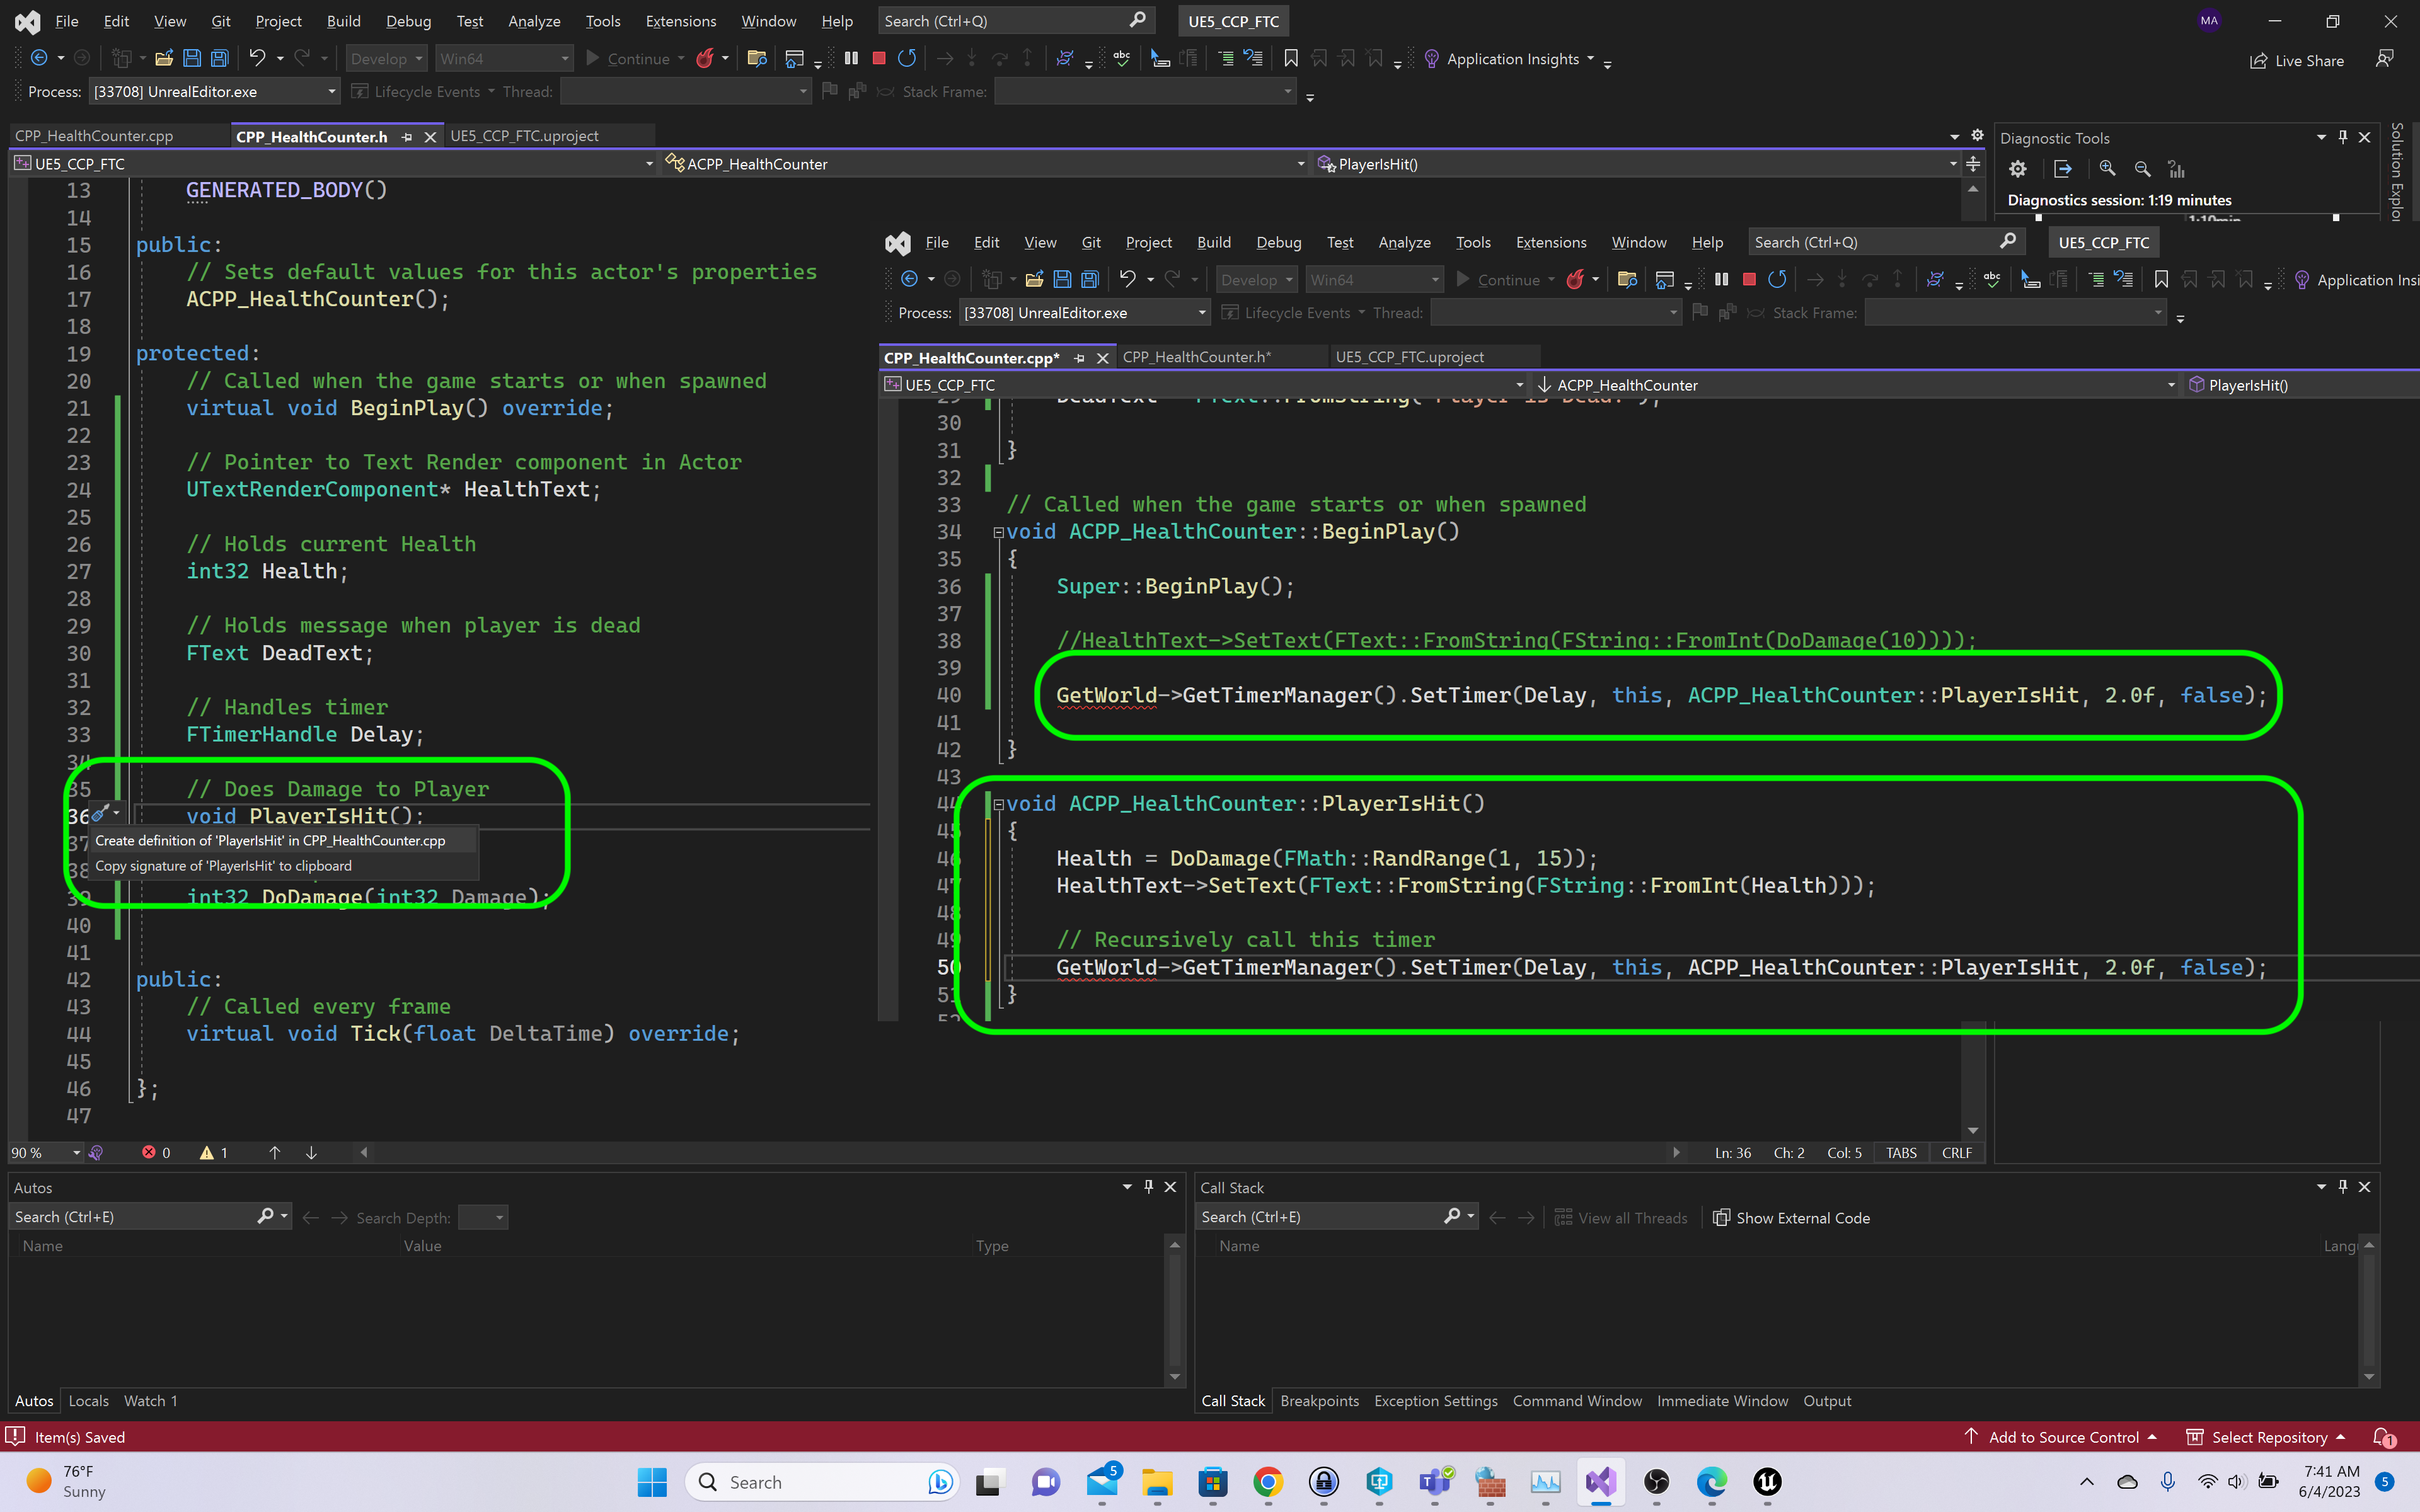 File Edit View Git Project Build Debug Test Analyze Tools Extensions Window Help Search (Ctrl+Q) UE5_CCP_FTC MA
Develop Win64 Continue Application Insights Live Share
Process: [33708] UnrealEditor.exe Lifecycle Events Thread: Stack Frame:
CPP_HealthCounter.cpp CPP_HealthCounter.h UE5_CCP_FTC.uproject
UE5_CCP_FTC ACPP_HealthCounter PlayerIsHit()
13 GENERATED_BODY()
14
15 public:
16 // Sets default values for this actor's properties
17 ACPP_HealthCounter();
18
19 protected:
20 // Called when the game starts or when spawned
21 virtual void BeginPlay() override;
22
23 // Pointer to Text Render component in Actor
24 UTextRenderComponent* HealthText;
25
26 // Holds current Health
27 int32 Health;
28
29 // Holds message when player is dead
30 FText DeadText;
31
32 // Handles timer
33 FTimerHandle Delay;
34
35 // Does Damage to Player
36 void PlayerIsHit();
37
Create definition of 'PlayerIsHit' in CPP_HealthCounter.cpp
38
Copy signature of 'PlayerIsHit' to clipboard
39 int32 DoDamage(int32 Damage);
40
41
42 public:
43 // Called every frame
44 virtual void Tick(float DeltaTime) override;
45
46 };
47
Diagnostic Tools
Diagnostics session: 1:19 minutes
1:19min
Solution Explor
File Edit View Git Project Build Debug Test Analyze Tools Extensions Window Help Search (Ctrl+Q) UE5_CCP_FTC
Develop Win64 Continue Application Insi
Process: [33708] UnrealEditor.exe Lifecycle Events Thread: Stack Frame:
CPP_HealthCounter.cpp* CPP_HealthCounter.h* UE5_CCP_FTC.uproject
UE5_CCP_FTC ACPP_HealthCounter PlayerIsHit()
29 DeadText = FText::FromString("Player is Dead!");
30
31 }
32
33 // Called when the game starts or when spawned
34 void ACPP_HealthCounter::BeginPlay()
35 {
36 Super::BeginPlay();
37
38 //HealthText->SetText(FText::FromString(FString::FromInt(DoDamage(10))));
39
40 GetWorld->GetTimerManager().SetTimer(Delay, this, ACPP_HealthCounter::PlayerIsHit, 2.0f, false);
41
42 }
43
44 void ACPP_HealthCounter::PlayerIsHit()
45 {
46 Health = DoDamage(FMath::RandRange(1, 15));
47 HealthText->SetText(FText::FromString(FString::FromInt(Health)));
48
49 // Recursively call this timer
50 GetWorld->GetTimerManager().SetTimer(Delay, this, ACPP_HealthCounter::PlayerIsHit, 2.0f, false);
51 }
52
90 % 0 1 Ln: 36 Ch: 2 Col: 5 TABS CRLF
Autos
Search (Ctrl+E) Search Depth:
Name Value Type
Autos Locals Watch 1
Call Stack
Search (Ctrl+E) View all Threads Show External Code
Name Lang
Call Stack Breakpoints Exception Settings Command Window Immediate Window Output
Item(s) Saved Add to Source Control Select Repository 1
76°F
Sunny
Search
5
7:41 AM
6/4/2023
5